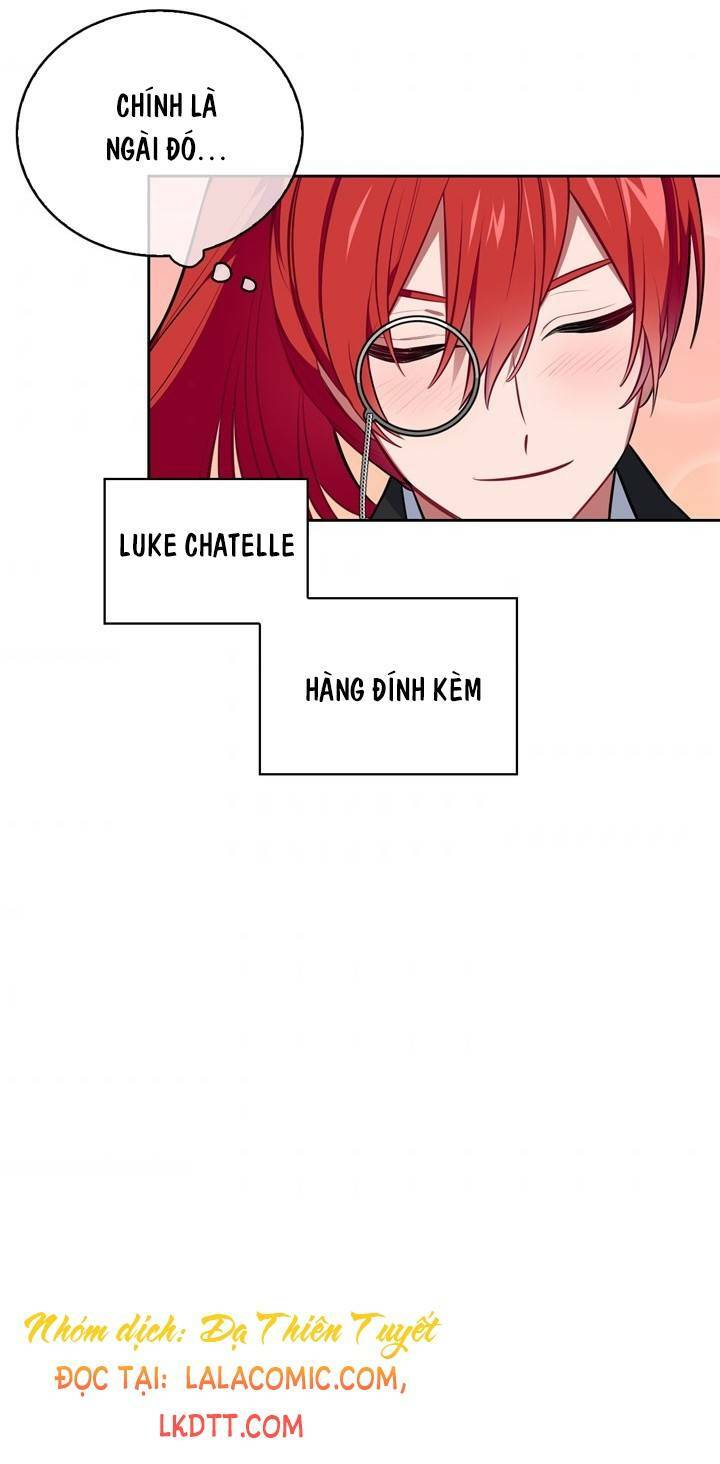 CHÍNH LÀ
NGÀI ĐÓ...
LUKE CHATELLE
HÀNG ĐÍNH KÈM
Nhóm dịch: Dạ Thiên Tuyết
ĐỌC TẠI: LALACOMIC.COM,
LKDTT.COM